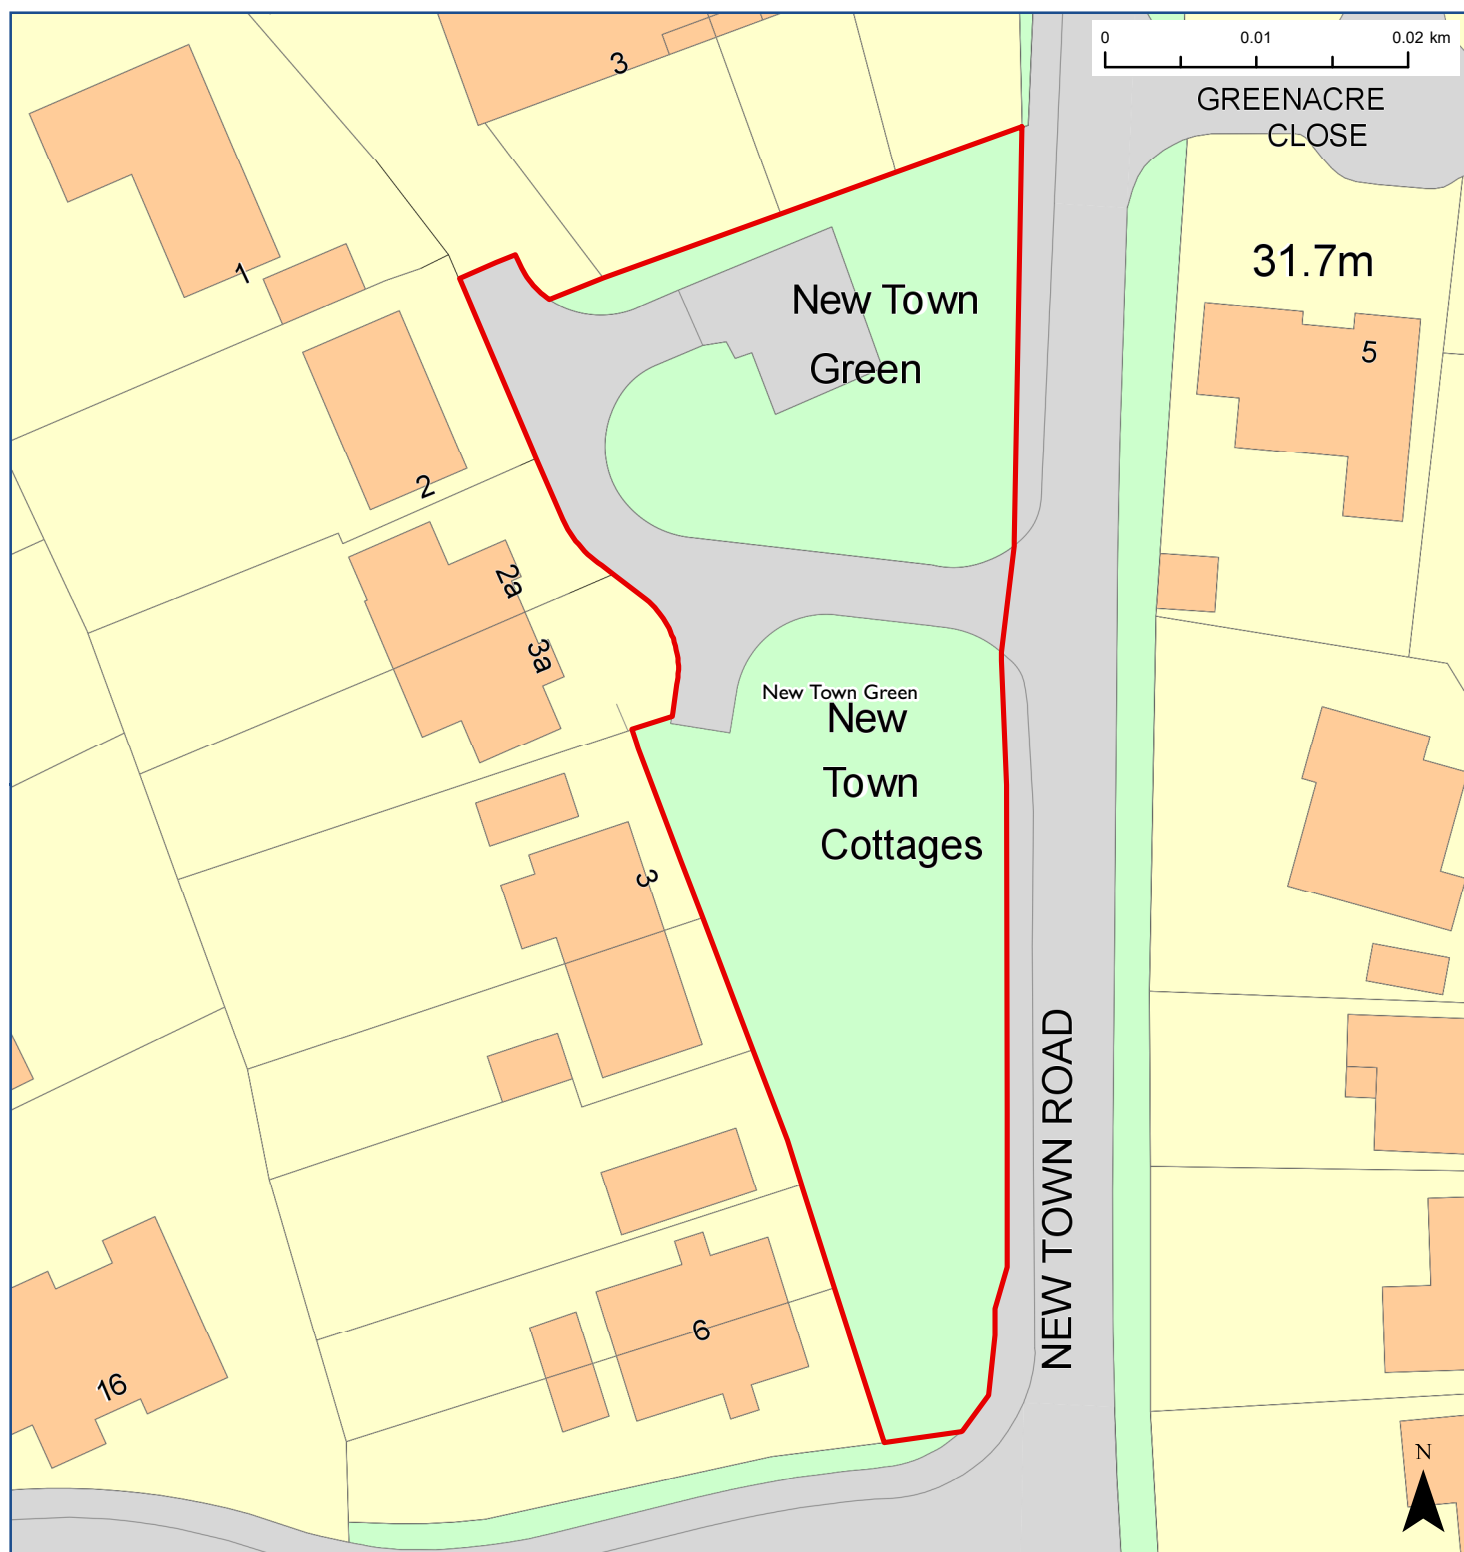 0 0.01 0.02 km
GREENACRE
CLOSE
3
1
31.7m
New Town
Green
5
2
2a
3a
New Town Green
New
Town
Cottages
3
NEW TOWN ROAD
6
16
N